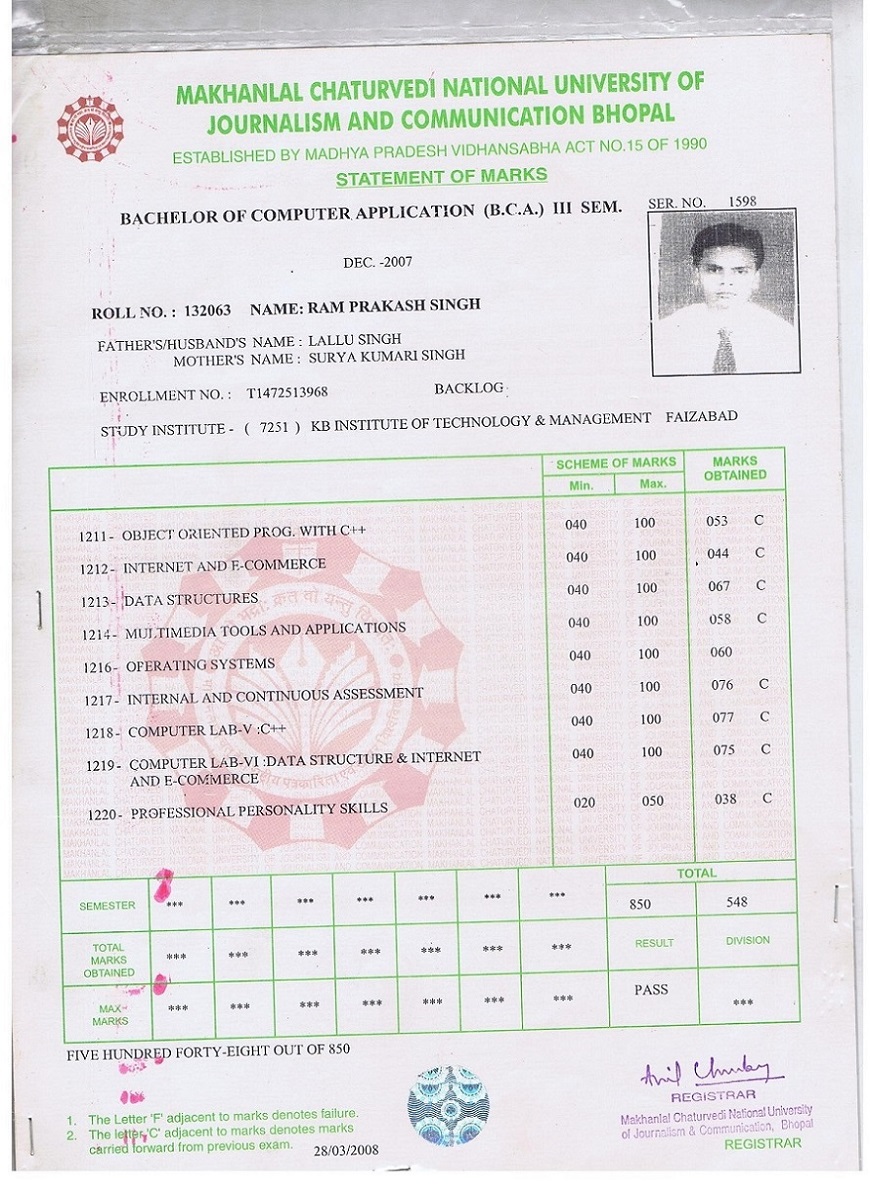 MAKHANLAL CHATURVEDI NATIONAL UNIVERSITY OF
JOURNALISM AND COMMUNICATION BHOPAL
ESTABLISHED BY MADHYA PRADESH VIDHANSABHA ACT NO.15 OF 1990
STATEMENT OF MARKS
BACHELOR OF COMPUTER APPLICATION (B.C.A.) III SEM.
SER. NO. 1598
DEC. -2007
ROLL NO. : 132063 NAME: RAM PRAKASH SINGH
FATHER'S/HUSBAND'S NAME : LALLU SINGH
MOTHER'S NAME : SURYA KUMARI SINGH
ENROLLMENT NO. : T1472513968 BACKLOG
STUDY INSTITUTE - ( 7251 ) KB INSTITUTE OF TECHNOLOGY & MANAGEMENT FAIZABAD
SCHEME OF MARKS MARKS OBTAINED
Min. Max.
1211- OBJECT ORIENTED PROG. WITH C++ 040 100 053 C
1212- INTERNET AND E-COMMERCE 040 100 044 C
1213- DATA STRUCTURES 040 100 067 C
1214- MULTIMEDIA TOOLS AND APPLICATIONS 040 100 058 C
1216- OPERATING SYSTEMS 040 100 060
1217- INTERNAL AND CONTINUOUS ASSESSMENT 040 100 076 C
1218- COMPUTER LAB-V :C++ 040 100 077 C
1219- COMPUTER LAB-VI :DATA STRUCTURE & INTERNET 040 100 075 C
AND E-COMMERCE
1220- PROFESSIONAL PERSONALITY SKILLS 020 050 038 C
TOTAL
SEMESTER *** *** *** *** *** *** *** 850 548
TOTAL MARKS OBTAINED *** *** *** *** *** *** *** RESULT DIVISION
MAX- MARKS *** *** *** *** *** *** *** PASS ***
FIVE HUNDRED FORTY-EIGHT OUT OF 850
REGISTRAR
Makhanlal Chaturvedi National University
of Journalism & Communication, Bhopal
REGISTRAR
1. The Letter 'F' adjacent to marks denotes failure.
2. The letter 'C' adjacent to marks denotes marks
carried forward from previous exam.
28/03/2008